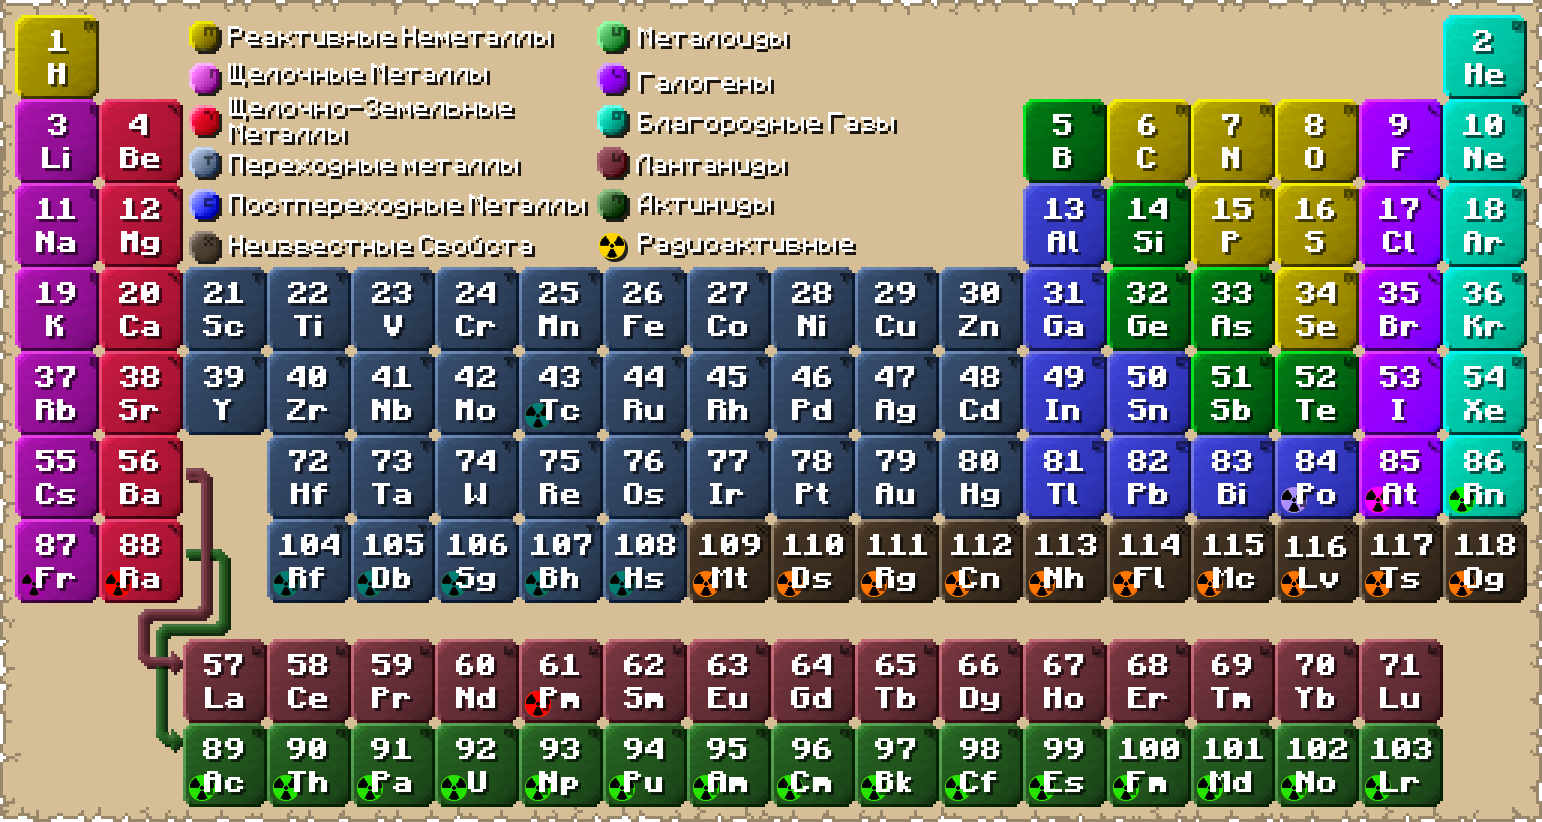 1 2
H He
Реактивные Неметаллы Металоиды
Щелочные Металлы Галогены
Щелочно-Земельные
Металлы
Благородные Газы
Переходные металлы Лантаниды
Постпереходные Металлы Актиниды
Неизвестные Свойста Радиоактивные
3 4 5 6 7 8 9 10
Li Be B C N O F Ne
11 12 13 14 15 16 17 18
Na Mg Al Si P S Cl Ar
19 20 21 22 23 24 25 26 27 28 29 30 31 32 33 34 35 36
K Ca Sc Ti V Cr Mn Fe Co Ni Cu Zn Ga Ge As Se Br Kr
37 38 39 40 41 42 43 44 45 46 47 48 49 50 51 52 53 54
Rb Sr Y Zr Nb Mo Tc Ru Rh Pd Ag Cd In Sn Sb Te I Xe
55 56 72 73 74 75 76 77 78 79 80 81 82 83 84 85 86
Cs Ba Hf Ta W Re Os Ir Pt Au Hg Tl Pb Bi Po At Rn
87 88 104 105 106 107 108 109 110 111 112 113 114 115 116 117 118
Fr Ra Rf Db Sg Bh Hs Mt Ds Rg Cn Nh Fl Mc Lv Ts Og
57 58 59 60 61 62 63 64 65 66 67 68 69 70 71
La Ce Pr Nd Pm Sm Eu Gd Tb Dy Ho Er Tm Yb Lu
89 90 91 92 93 94 95 96 97 98 99 100 101 102 103
Ac Th Pa U Np Pu Am Cm Bk Cf Es Fm Md No Lr